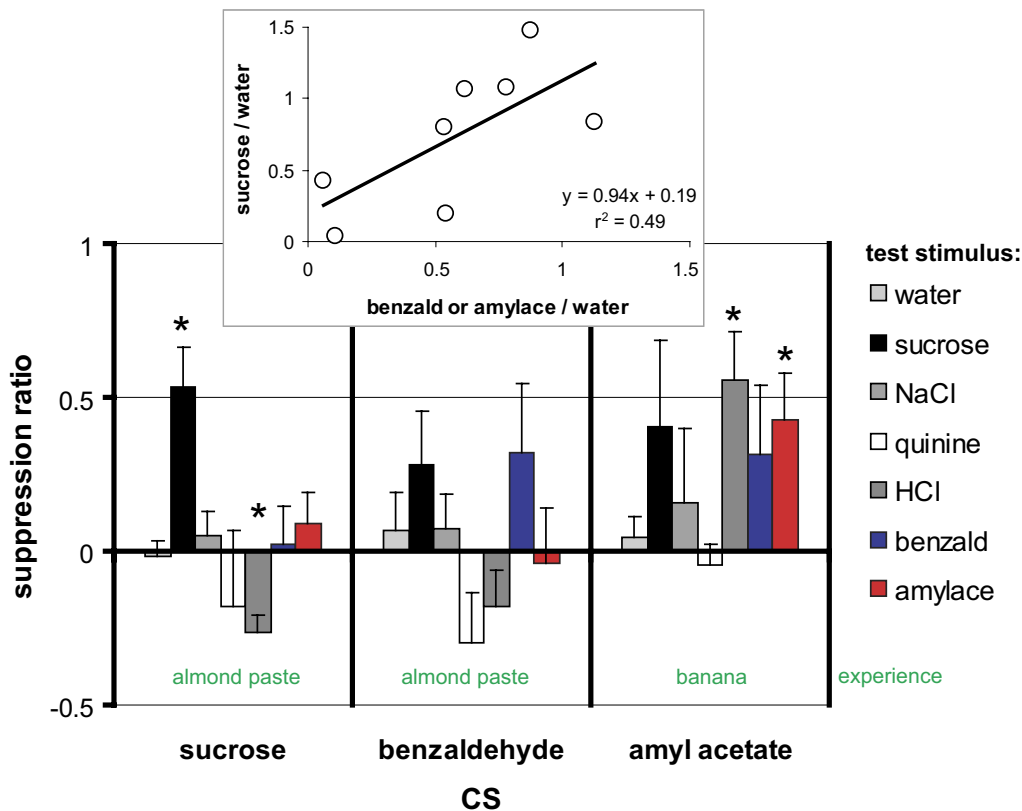 1.5
1
0.5
0
sucrose / water
y = 0.94x + 0.19
r² = 0.49
0 0.5 1 1.5
benzald or amylace / water
1
0.5
0
-0.5
suppression ratio
* * * *
almond paste almond paste banana experience
sucrose benzaldehyde amyl acetate
CS
test stimulus:
water
sucrose
NaCl
quinine
HCl
benzald
amylace